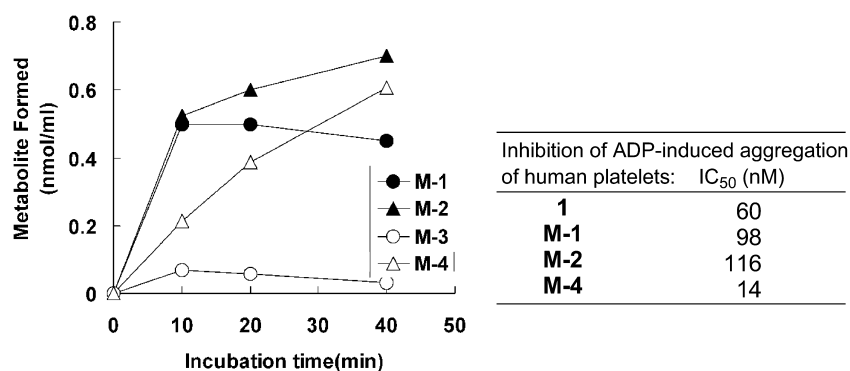 0.8
0.6
0.4
0.2
0
0
10
20
30
40
50
Metabolite Formed
(nmol/ml)
Incubation time(min)
M-1
M-2
M-3
M-4
Inhibition of ADP-induced aggregation
of human platelets: IC50 (nM)
1 60
M-1 98
M-2 116
M-4 14